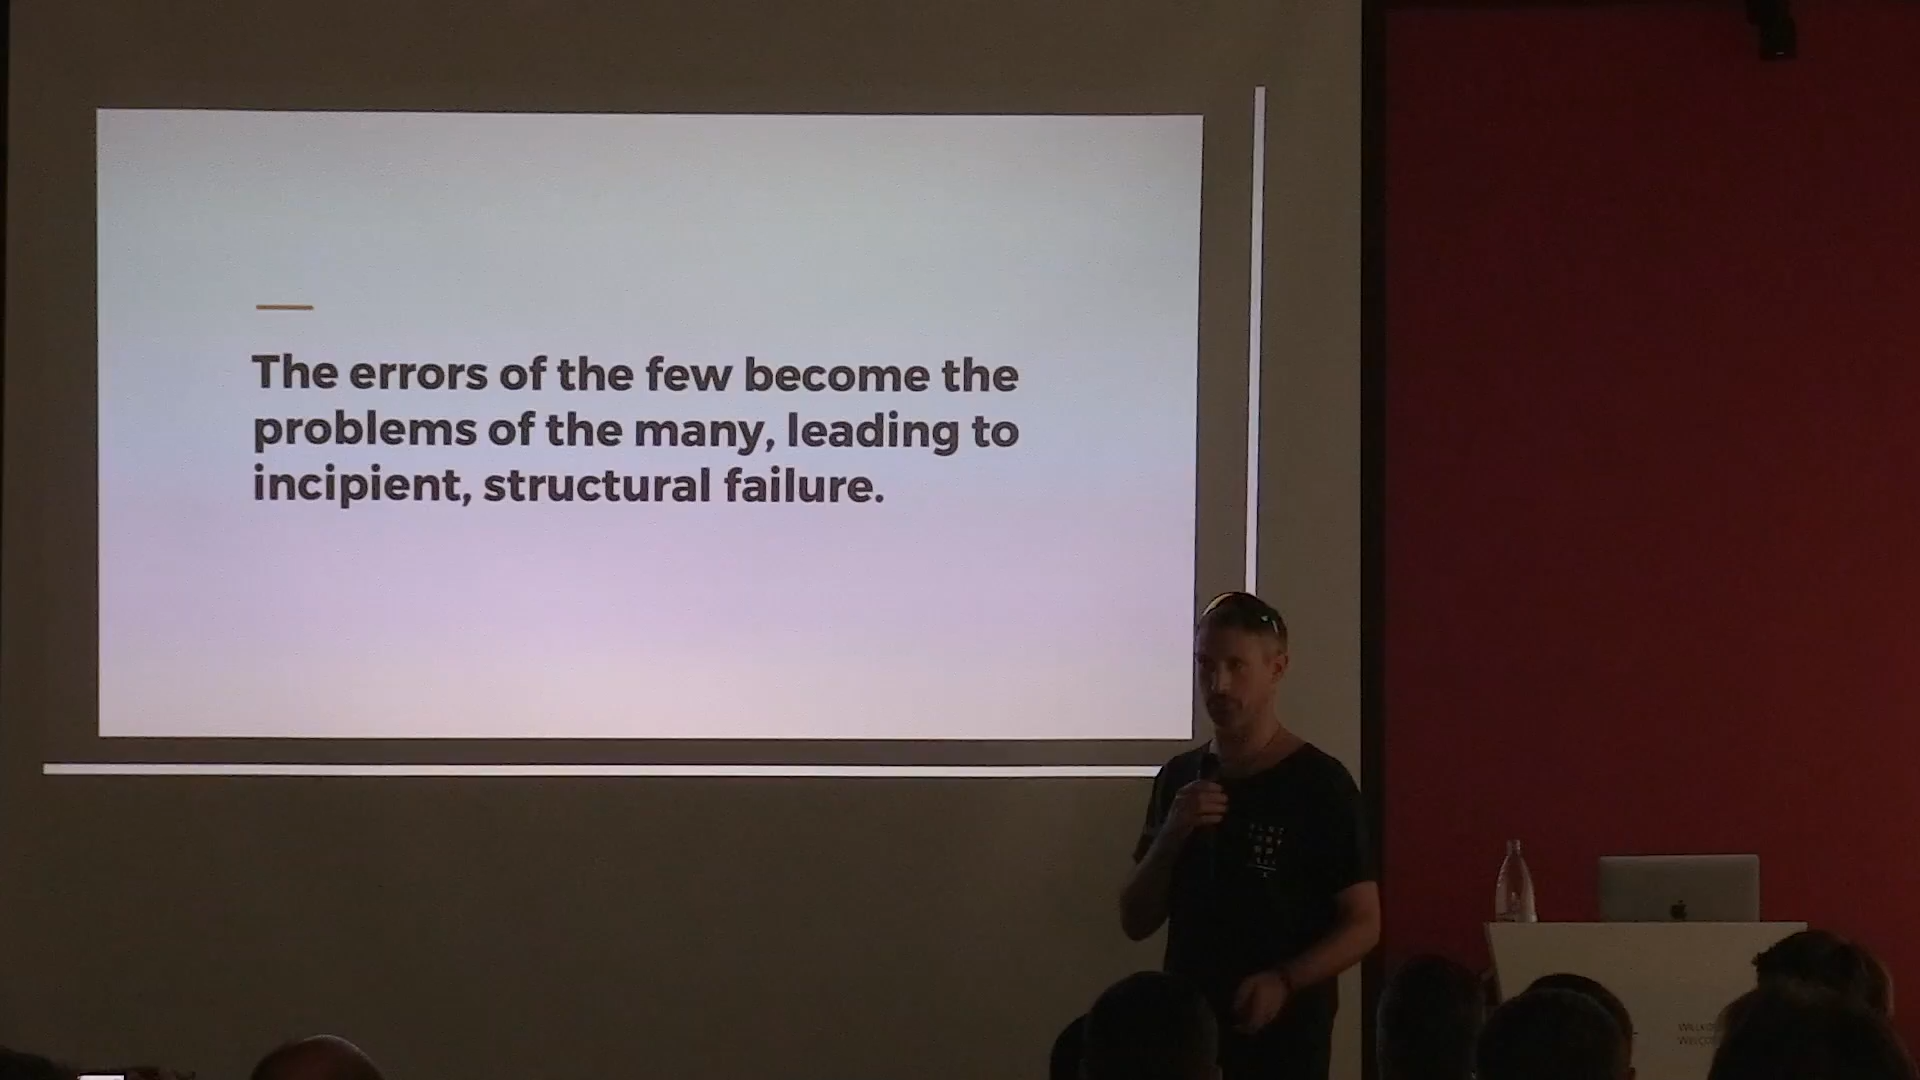 The errors of the few become the
problems of the many, leading to
incipient, structural failure.